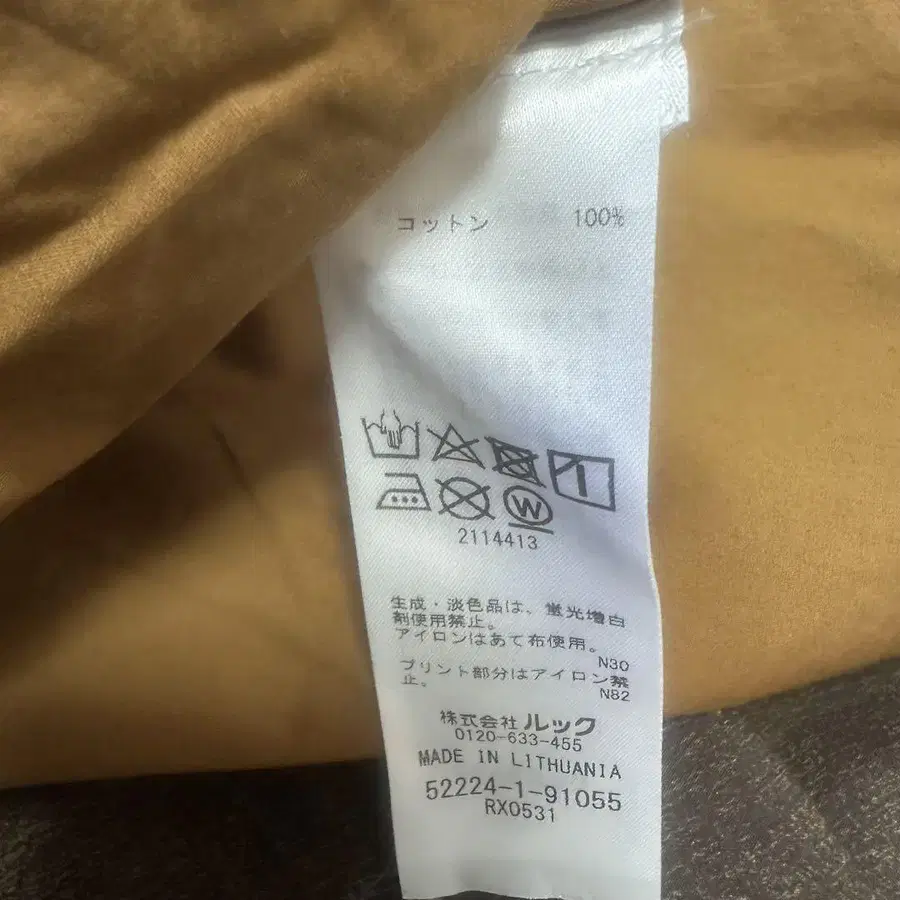 コットン 100%
W
2114413
生成・淡色品は、蛍光増白
剤使用禁止。
アイロンはあて布使用。
N30
プリント部分はアイロン禁
止。
N82
株式会社 ルック
0120-633-455
MADE IN LITHUANIA
52224-1-91055
RX0531